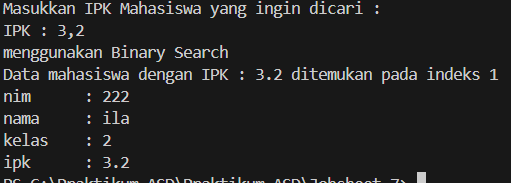 Masukkan IPK Mahasiswa yang ingin dicari :
IPK : 3,2
menggunakan Binary Search
Data mahasiswa dengan IPK : 3.2 ditemukan pada indeks 1
nim : 222
nama : ila
kelas : 2
ipk : 3.2
PS C:\Praktikum ASD\Praktikum ASD\Jobsheet 7>